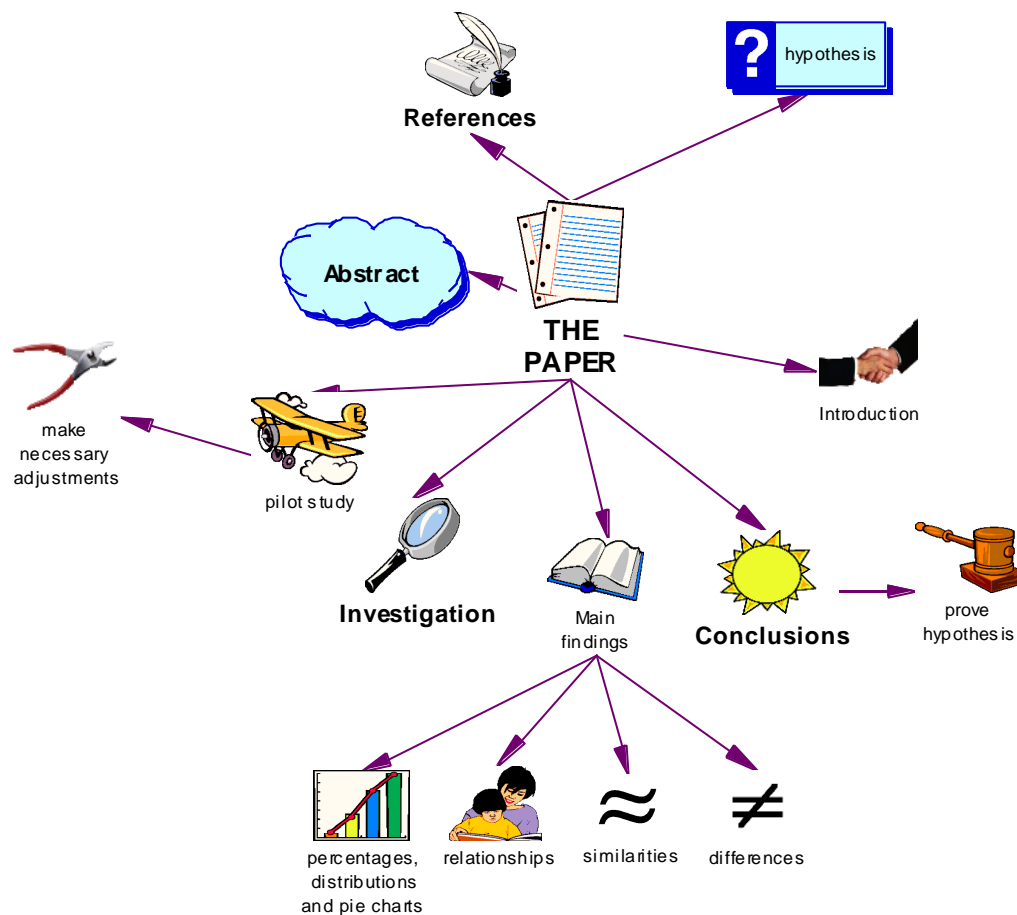 ?
hypothesis
References
Abstract
THE
PAPER
Introduction
make
necessary
adjustments
E
pilot study
Investigation
Main
findings
Conclusions
prove
hypothesis
≈
≠
percentages,
distributions
and pie charts
relationships
similarities
differences